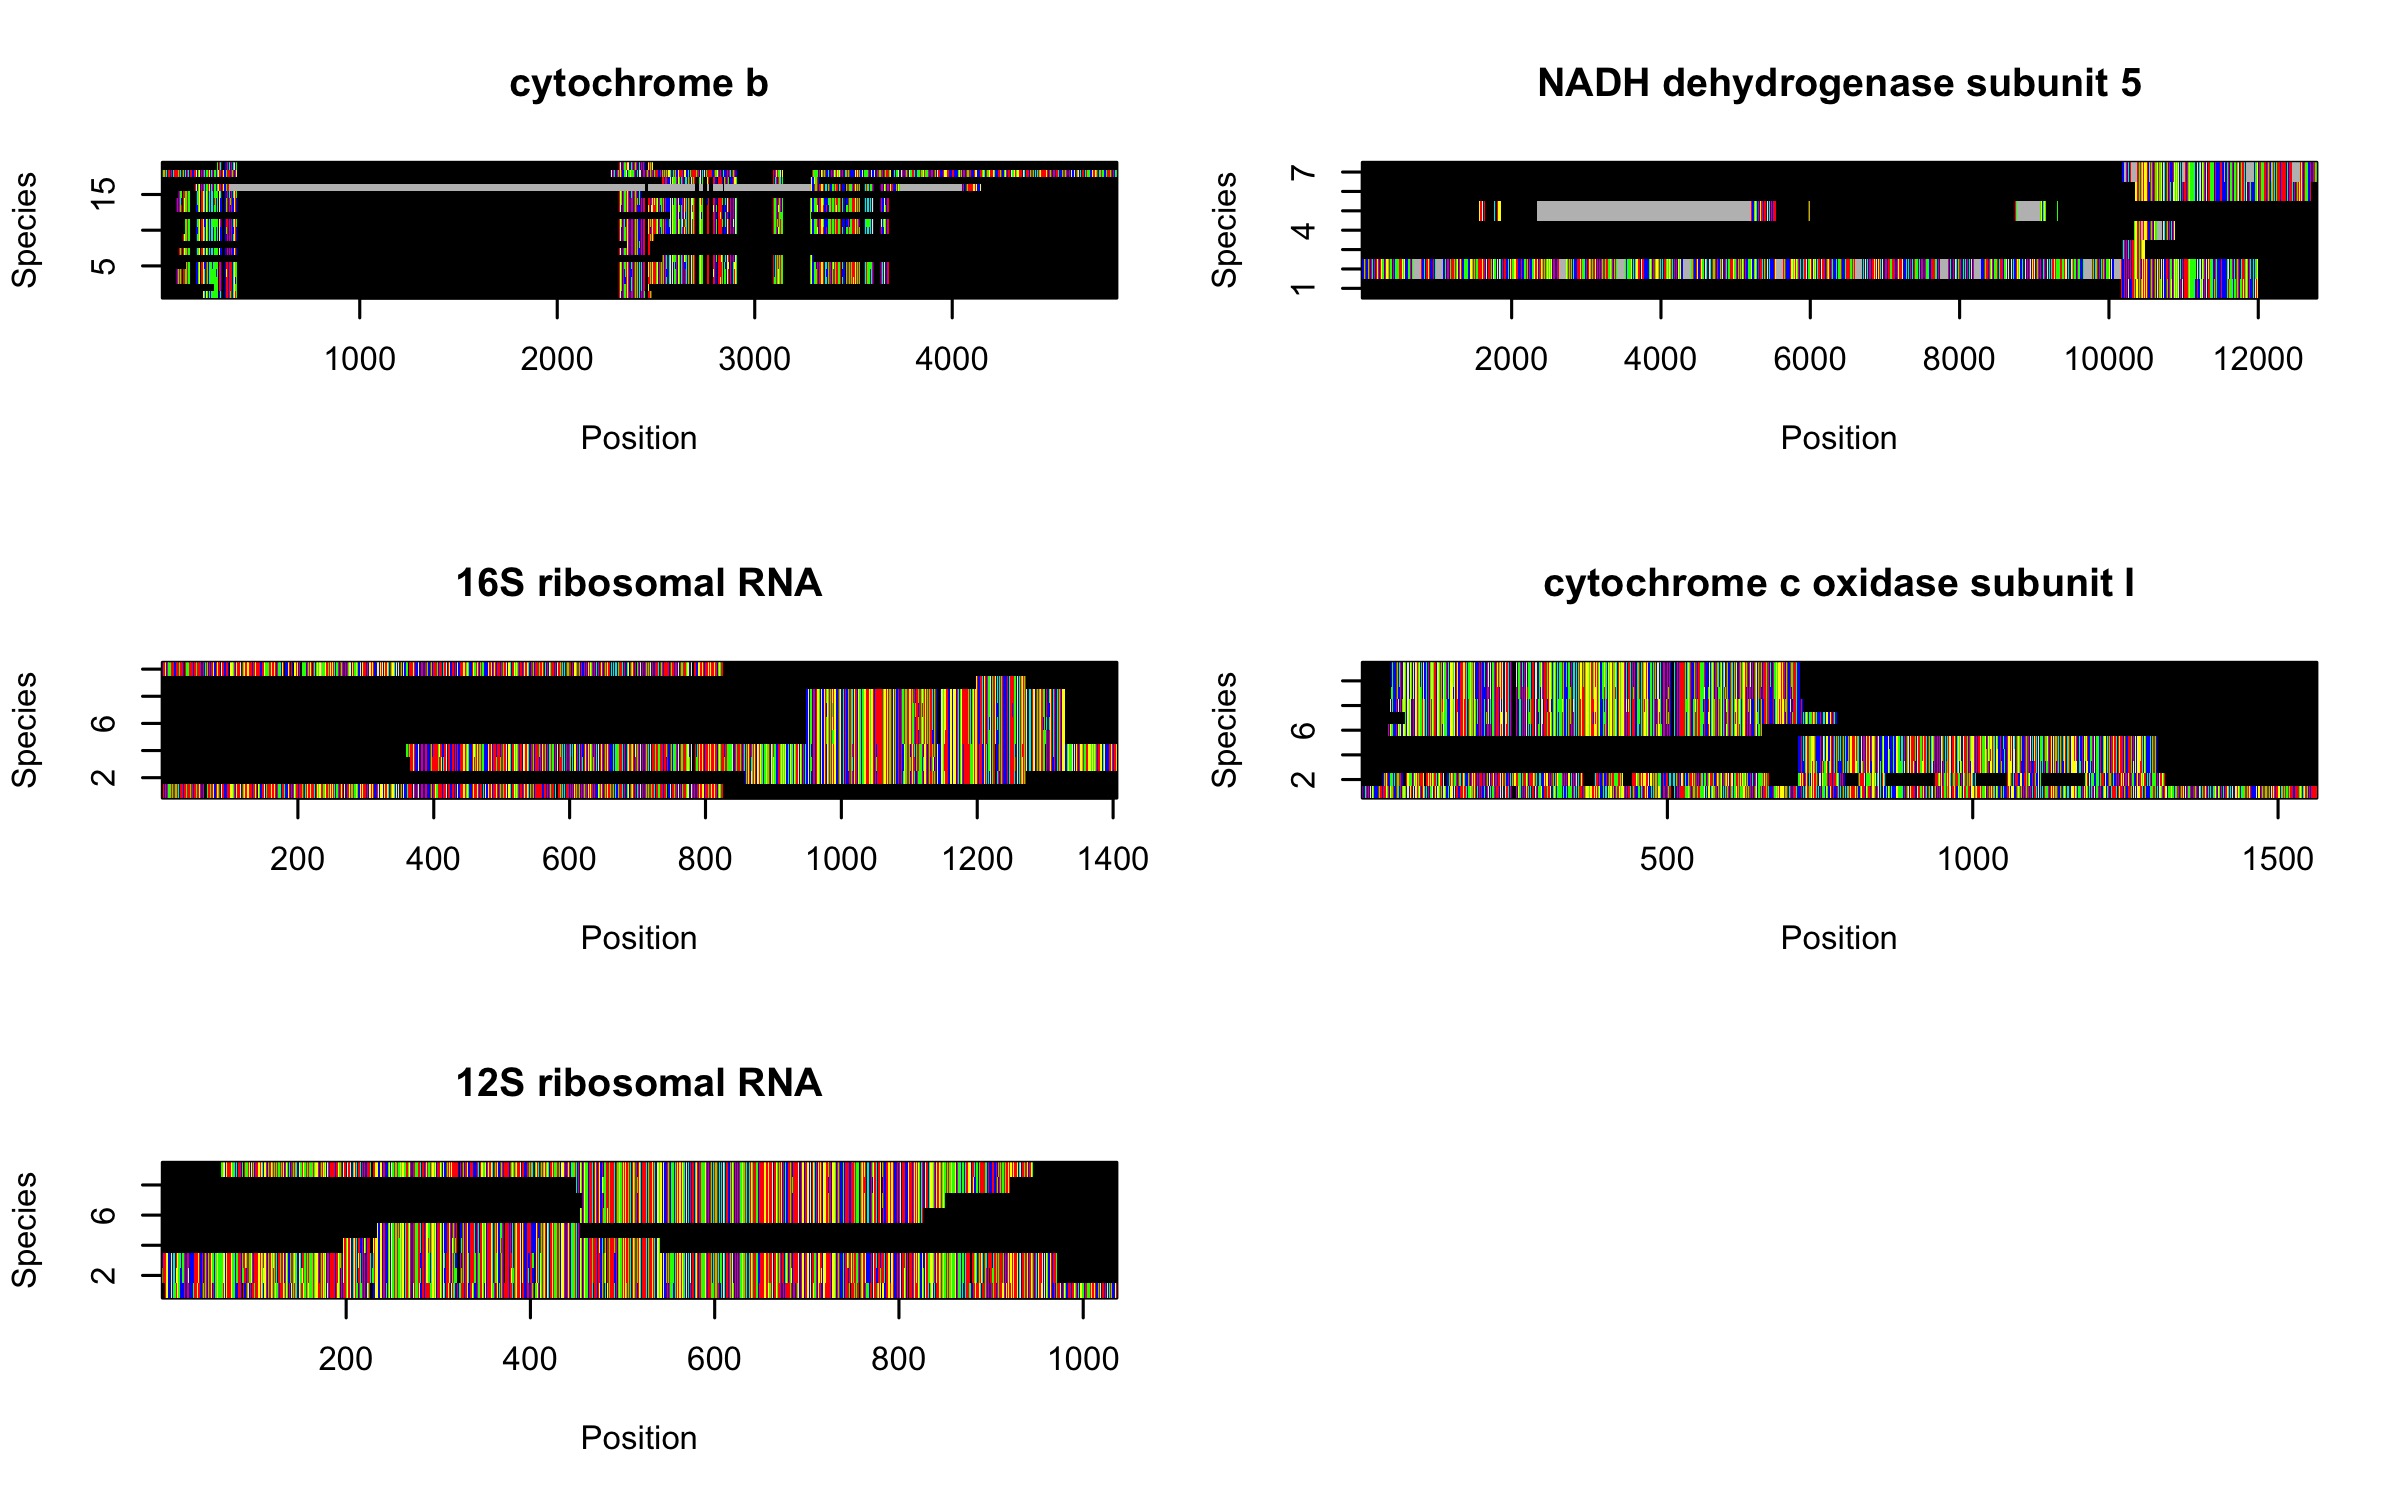 cytochrome b
Species
5 15
1000 2000 3000 4000
Position
NADH dehydrogenase subunit 5
Species
1 4 7
2000 4000 6000 8000 10000 12000
Position
16S ribosomal RNA
Species
2 6
200 400 600 800 1000 1200 1400
Position
cytochrome c oxidase subunit I
Species
2 6
500 1000 1500
Position
12S ribosomal RNA
Species
2 6
200 400 600 800 1000
Position